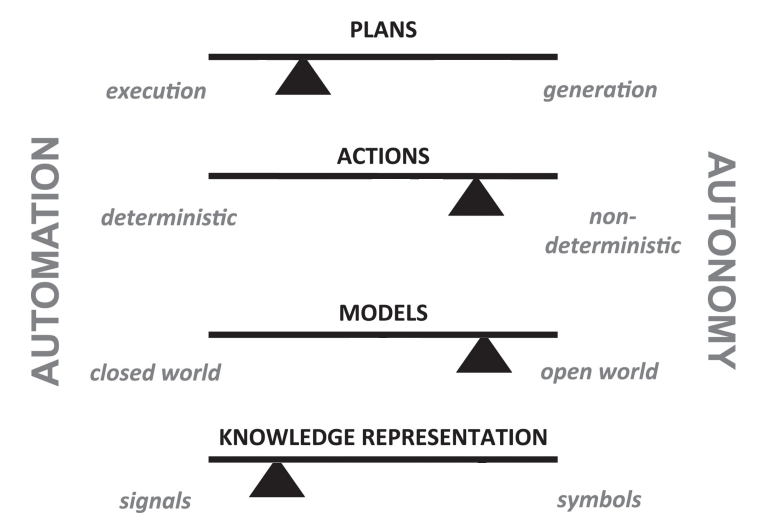 PLANS
execution
generation
AUTOMATION
AUTONOMY
ACTIONS
deterministic
non-
deterministic
MODELS
closed world
open world
KNOWLEDGE REPRESENTATION
signals
symbols